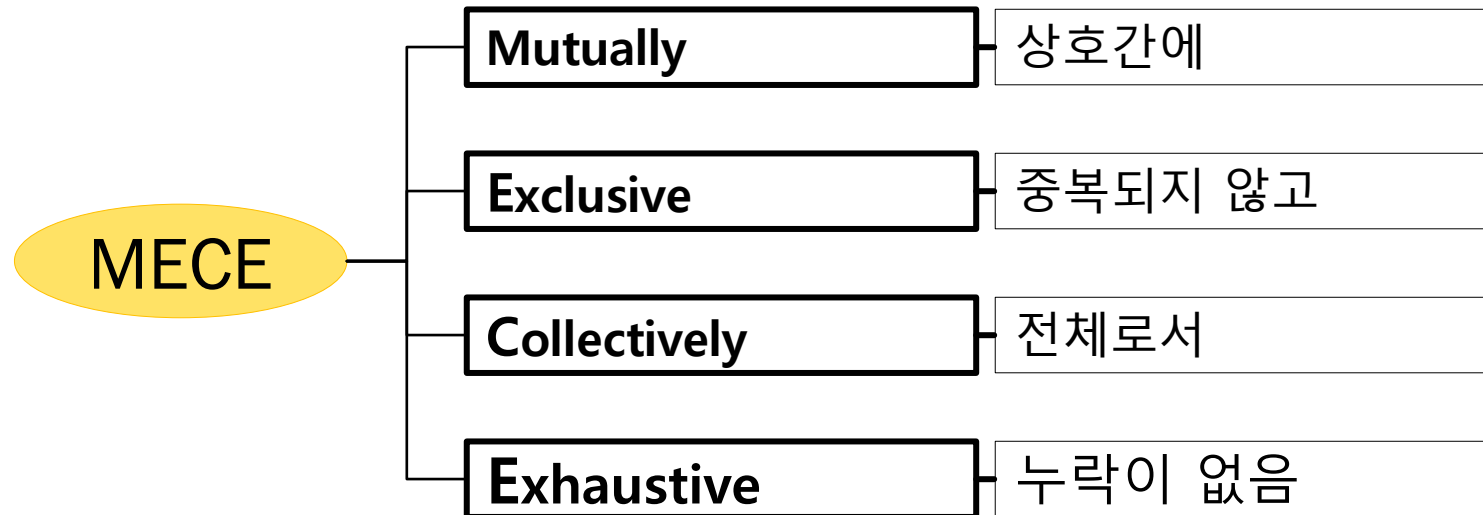 MECE
Mutually
상호간에
Exclusive
중복되지 않고
Collectively
전체로서
Exhaustive
누락이 없음